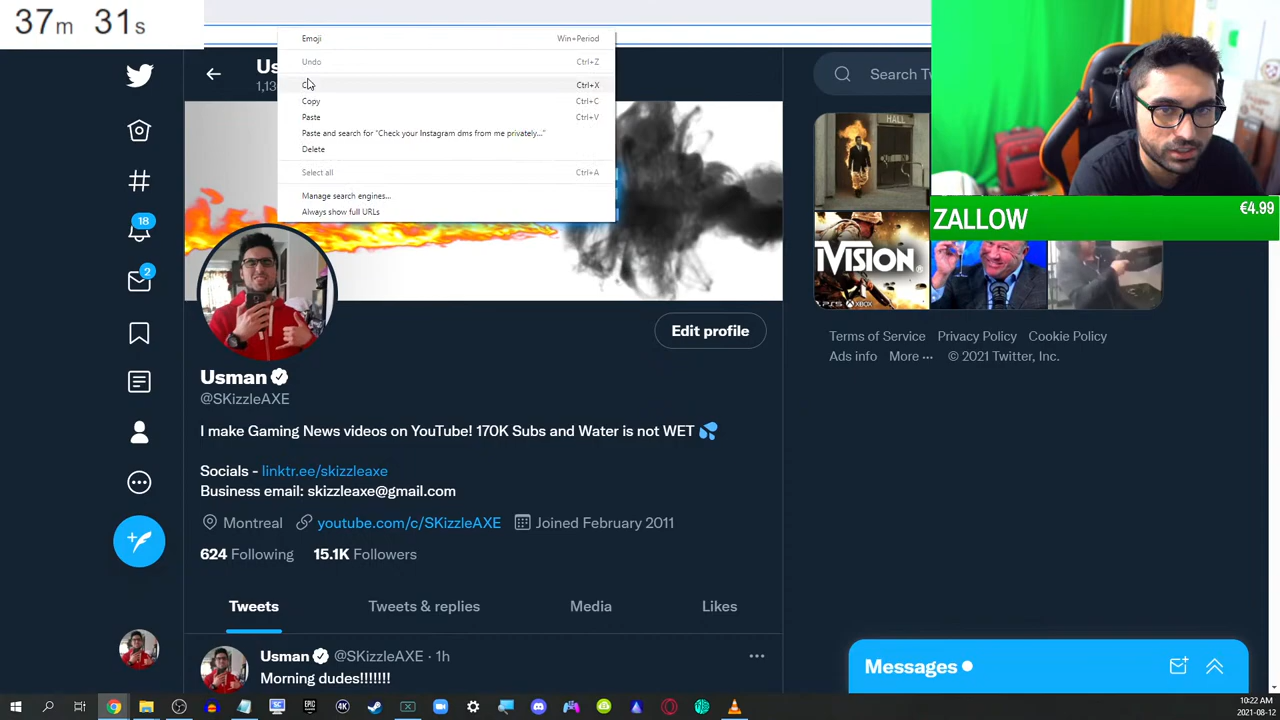 37m 31s
Emoji Win+Period
Undo Ctrl+Z
Ctrl+X
Copy Ctrl+C
Paste Ctrl+V
Paste and search for "Check your Instagram dms from me privately..."
Delete
Select all Ctrl+A
Manage search engines...
Always show full URLs
HALL
€4.99
ZALLOW
VISION
PS5 XBOX
18
2
Edit profile
Usman
@SKizzleAXE
I make Gaming News videos on YouTube! 170K Subs and Water is not WET 💦
Socials - linktr.ee/skizzleaxe
Business email: skizzleaxe@gmail.com
Montreal youtube.com/c/SKizzleAXE Joined February 2011
624 Following 15.1K Followers
Tweets Tweets & replies Media Likes
Usman @SKizzleAXE · 1h
Morning dudes!!!!!!!
Terms of Service Privacy Policy Cookie Policy
Ads info More ··· © 2021 Twitter, Inc.
Messages
10:22 AM
2021-08-12